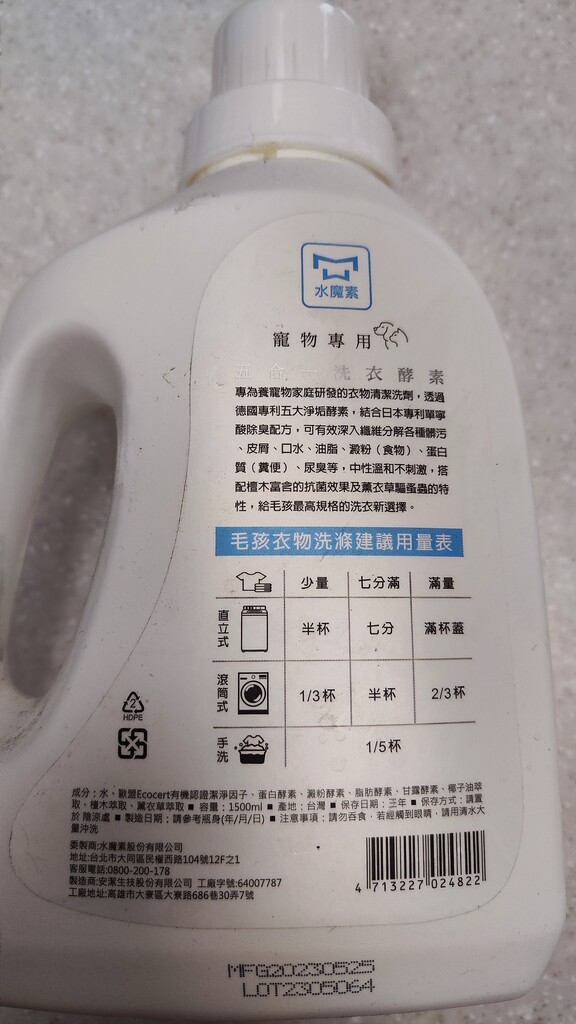 水魔素
寵物專用
五合一洗衣酵素
專為養寵物家庭研發的衣物清潔洗劑，透過
德國專利五大淨垢酵素，結合日本專利單寧
酸除臭配方，可有效深入纖維分解各種髒污
、皮屑、口水、油脂、澱粉（食物）、蛋白
質（糞便）、尿臭等，中性溫和不刺激，搭
配檀木富含的抗菌效果及薰衣草驅蚤蟲的特
性，給毛孩最高規格的洗衣新選擇。
毛孩衣物洗滌建議用量表
少量 七分滿 滿量
直立式 半杯 七分 滿杯蓋
滾筒式 1/3杯 半杯 2/3杯
手洗 1/5杯
2
HDPE
成分：水、歐盟Ecocert有機認證潔淨因子、蛋白酵素、澱粉酵素、脂肪酵素、甘露酵素、椰子油萃
取、檀木萃取、薰衣草萃取 ■ 容量：1500ml ■ 產地：台灣 ■ 保存日期：三年 ■ 保存方式：請置
於 陰涼處 ■ 製造日期：請參考瓶身(年/月/日) ■ 注意事項：請勿吞食，若經觸到眼睛，請用清水大
量沖洗
委製商:水魔素股份有限公司
地址:台北市大同區民權西路104號12F之1
客服電話:0800-200-178
製造商:安潔生技股份有限公司 工廠字號:64007787
工廠地址:高雄市大寮區大寮路686巷30弄7號
4 713227 024822
MFG20230525
LOT2305064